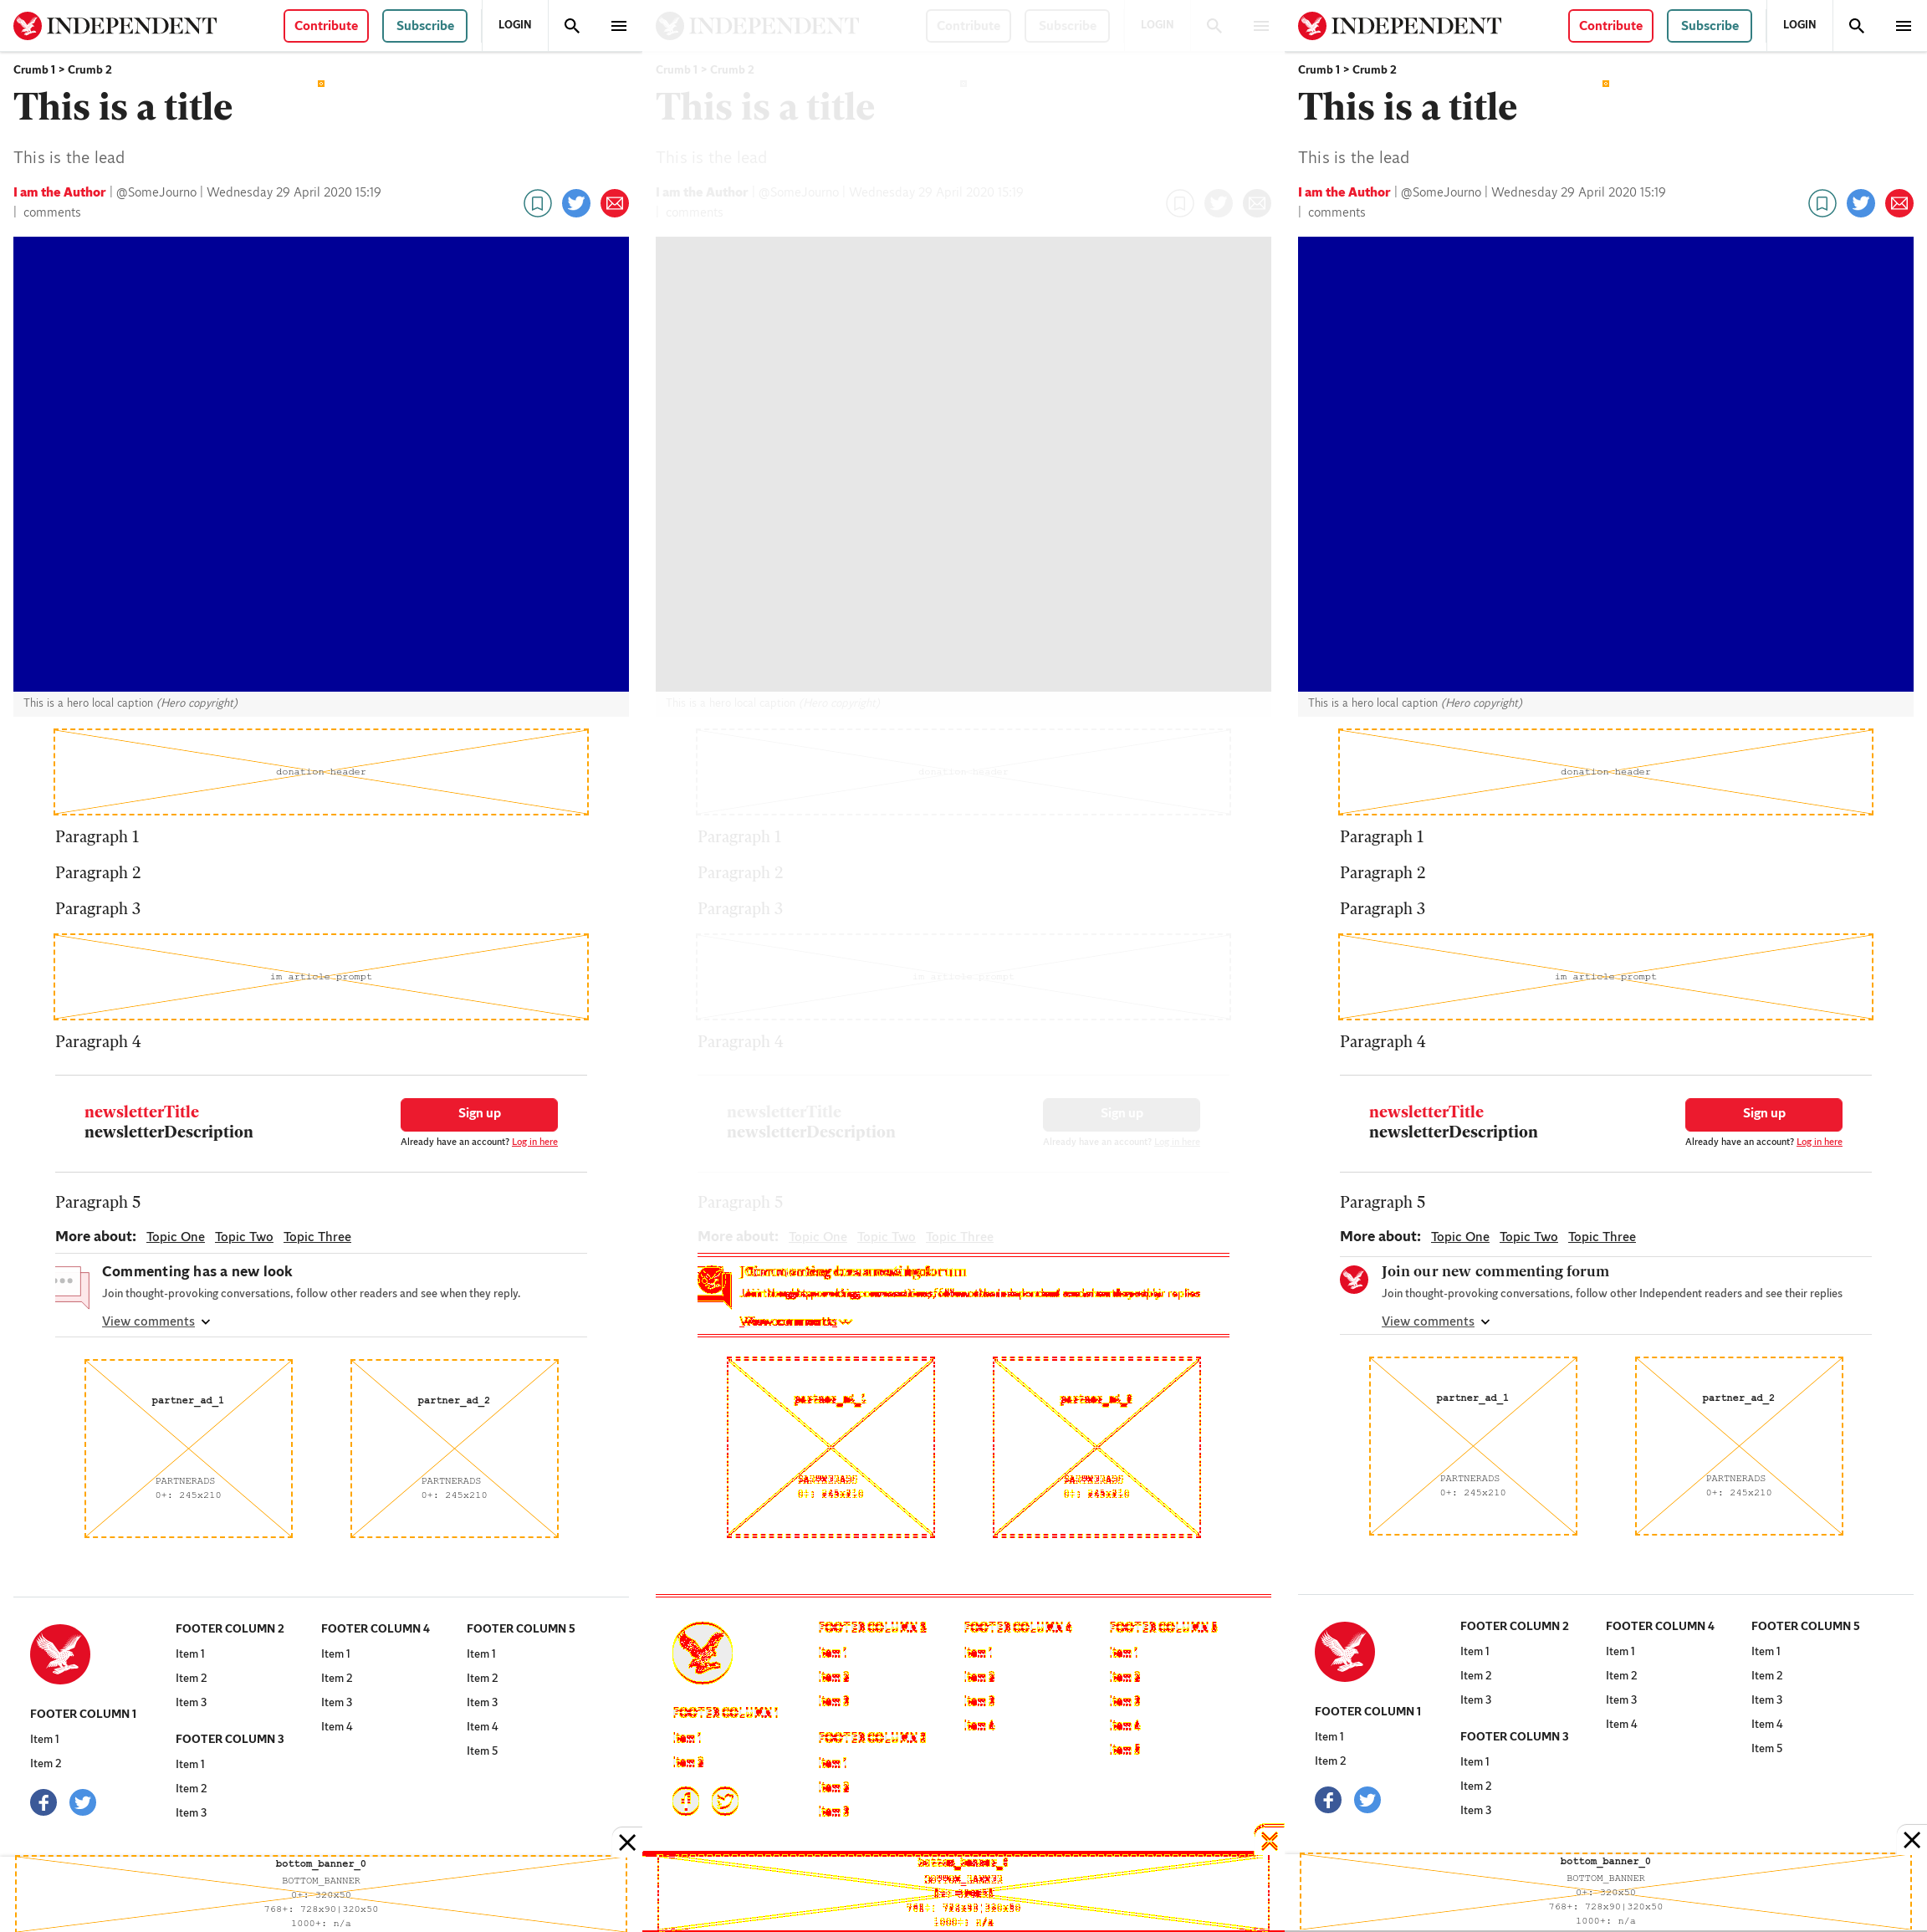 INDEPENDENT
Contribute
Subscribe
LOGIN
Crumb 1 > Crumb 2
This is a title
This is the lead
I am the Author | @SomeJourno | Wednesday 29 April 2020 15:19
| comments
This is a hero local caption (Hero copyright)
donation header
Paragraph 1
Paragraph 2
Paragraph 3
im article prompt
Paragraph 4
newsletterTitle
newsletterDescription
Sign up
Already have an account? Log in here
Paragraph 5
More about: Topic One Topic Two Topic Three
Commenting has a new look
Join thought-provoking conversations, follow other readers and see when they reply.
View comments
partner_ad_1
PARTNERADS
0+: 245x210
partner_ad_2
PARTNERADS
0+: 245x210
FOOTER COLUMN 1
Item 1
Item 2
FOOTER COLUMN 2
Item 1
Item 2
Item 3
FOOTER COLUMN 3
Item 1
Item 2
Item 3
FOOTER COLUMN 4
Item 1
Item 2
Item 3
Item 4
FOOTER COLUMN 5
Item 1
Item 2
Item 3
Item 4
Item 5
bottom_banner_0
BOTTOM_BANNER
0+: 320x50
768+: 728x90|320x50
1000+: n/a
INDEPENDENT
Contribute
Subscribe
LOGIN
Crumb 1 > Crumb 2
This is a title
This is the lead
I am the Author | @SomeJourno | Wednesday 29 April 2020 15:19
| comments
This is a hero local caption (Hero copyright)
donation header
Paragraph 1
Paragraph 2
Paragraph 3
im article prompt
Paragraph 4
newsletterTitle
newsletterDescription
Sign up
Already have an account? Log in here
Paragraph 5
More about: Topic One Topic Two Topic Three
INDEPENDENT
Contribute
Subscribe
LOGIN
Crumb 1 > Crumb 2
This is a title
This is the lead
I am the Author | @SomeJourno | Wednesday 29 April 2020 15:19
| comments
This is a hero local caption (Hero copyright)
donation header
Paragraph 1
Paragraph 2
Paragraph 3
im article prompt
Paragraph 4
newsletterTitle
newsletterDescription
Sign up
Already have an account? Log in here
Paragraph 5
More about: Topic One Topic Two Topic Three
Join our new commenting forum
Join thought-provoking conversations, follow other Independent readers and see their replies
View comments
partner_ad_1
PARTNERADS
0+: 245x210
partner_ad_2
PARTNERADS
0+: 245x210
FOOTER COLUMN 1
Item 1
Item 2
FOOTER COLUMN 2
Item 1
Item 2
Item 3
FOOTER COLUMN 3
Item 1
Item 2
Item 3
FOOTER COLUMN 4
Item 1
Item 2
Item 3
Item 4
FOOTER COLUMN 5
Item 1
Item 2
Item 3
Item 4
Item 5
bottom_banner_0
BOTTOM_BANNER
0+: 320x50
768+: 728x90|320x50
1000+: n/a